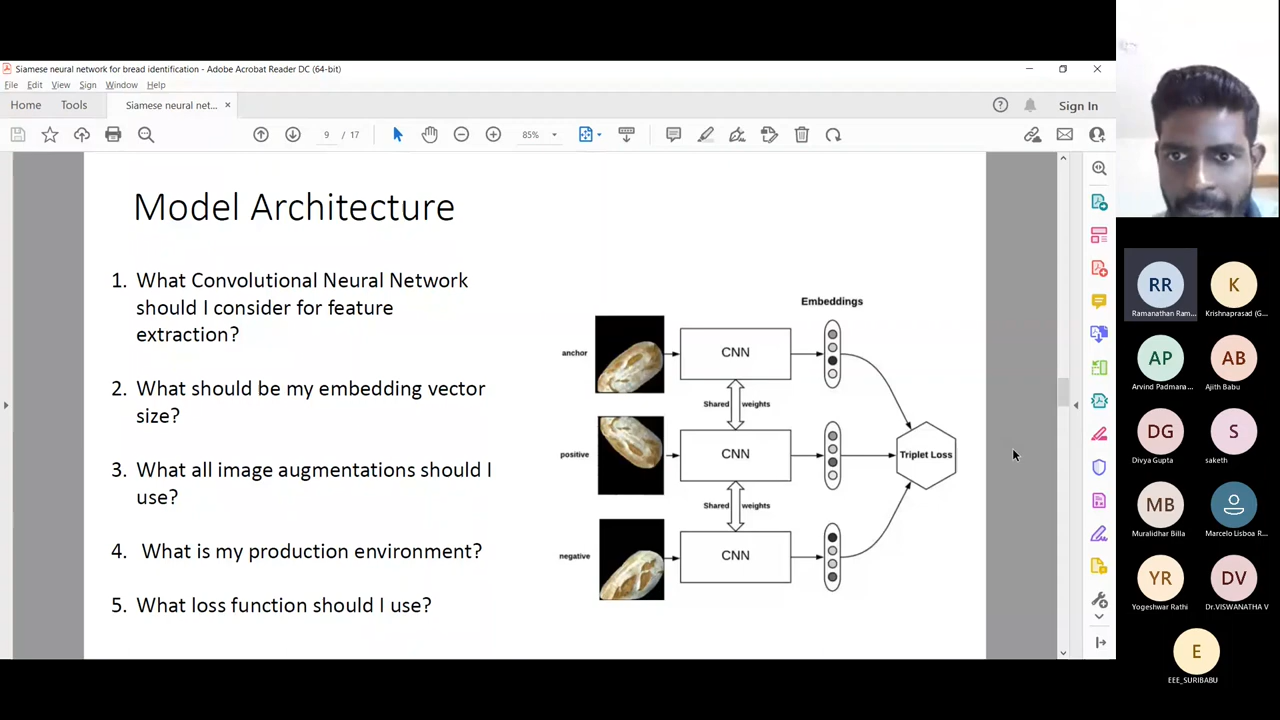 Siamese neural network for bread identification - Adobe Acrobat Reader DC (64-bit)
File Edit View Sign Window Help
Home Tools Siamese neural net... × Sign In
9 / 17 85%
Model Architecture
1. What Convolutional Neural Network
should I consider for feature
extraction?
2. What should be my embedding vector
size?
3. What all image augmentations should I
use?
4. What is my production environment?
5. What loss function should I use?
Embeddings
anchor CNN
Shared weights
positive CNN Triplet Loss
Shared weights
negative CNN
RR K
Ramanathan Ram... Krishnaprasad (G...
AP AB
Arvind Padmana... Ajith Babu
DG S
Divya Gupta saketh
MB
Muralidhar Billa Marcelo Lisboa R...
YR DV
Yogeshwar Rathi Dr.VISWANATHA V
E
EEE_SURIBABU